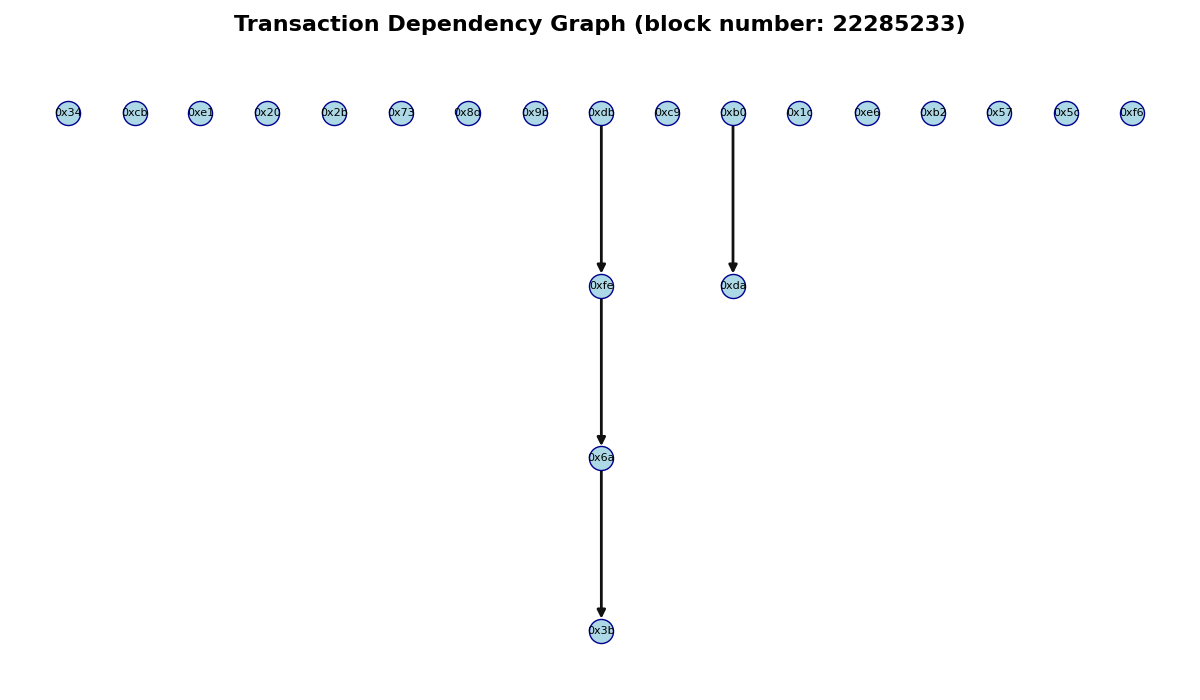 Transaction Dependency Graph (block number: 22285233)
0x34 0xcb 0xe1 0x20 0x2b 0x73 0x8d 0x9b 0xdb 0xc9 0xb0 0x1c 0xe6 0xb2 0x57 0x5c 0xf6
0xfe 0xda
0x6a
0x3b